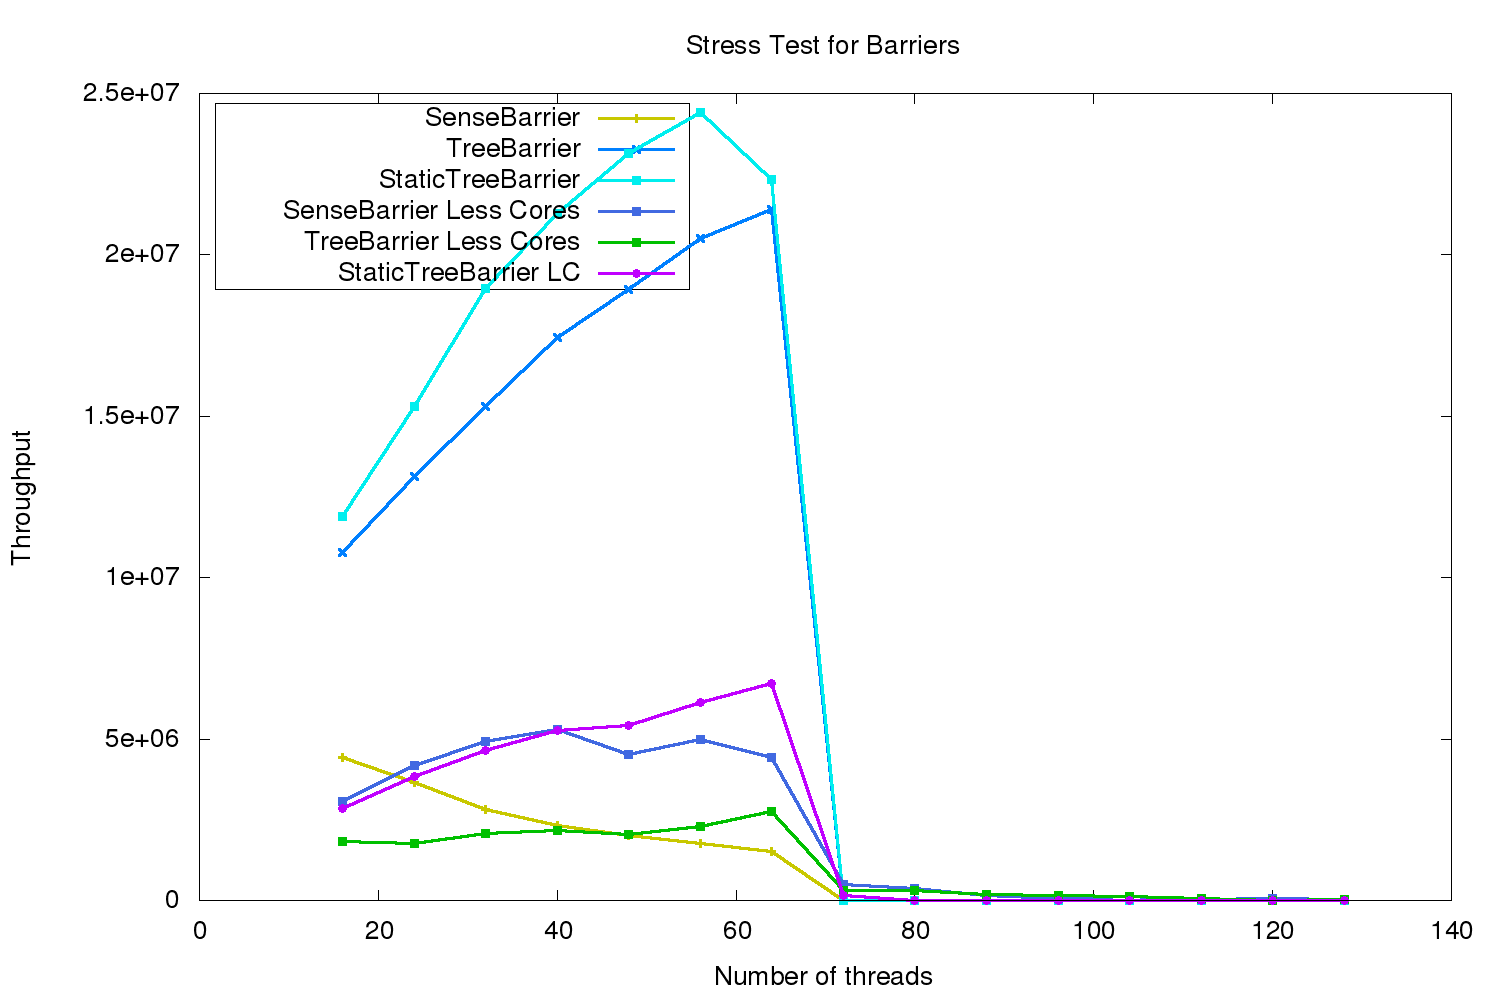 Stress Test for Barriers
2.5e+07
2e+07
1.5e+07
1e+07
5e+06
0
Throughput
SenseBarrier
TreeBarrier
StaticTreeBarrier
SenseBarrier Less Cores
TreeBarrier Less Cores
StaticTreeBarrier LC
0 20 40 60 80 100 120 140
Number of threads